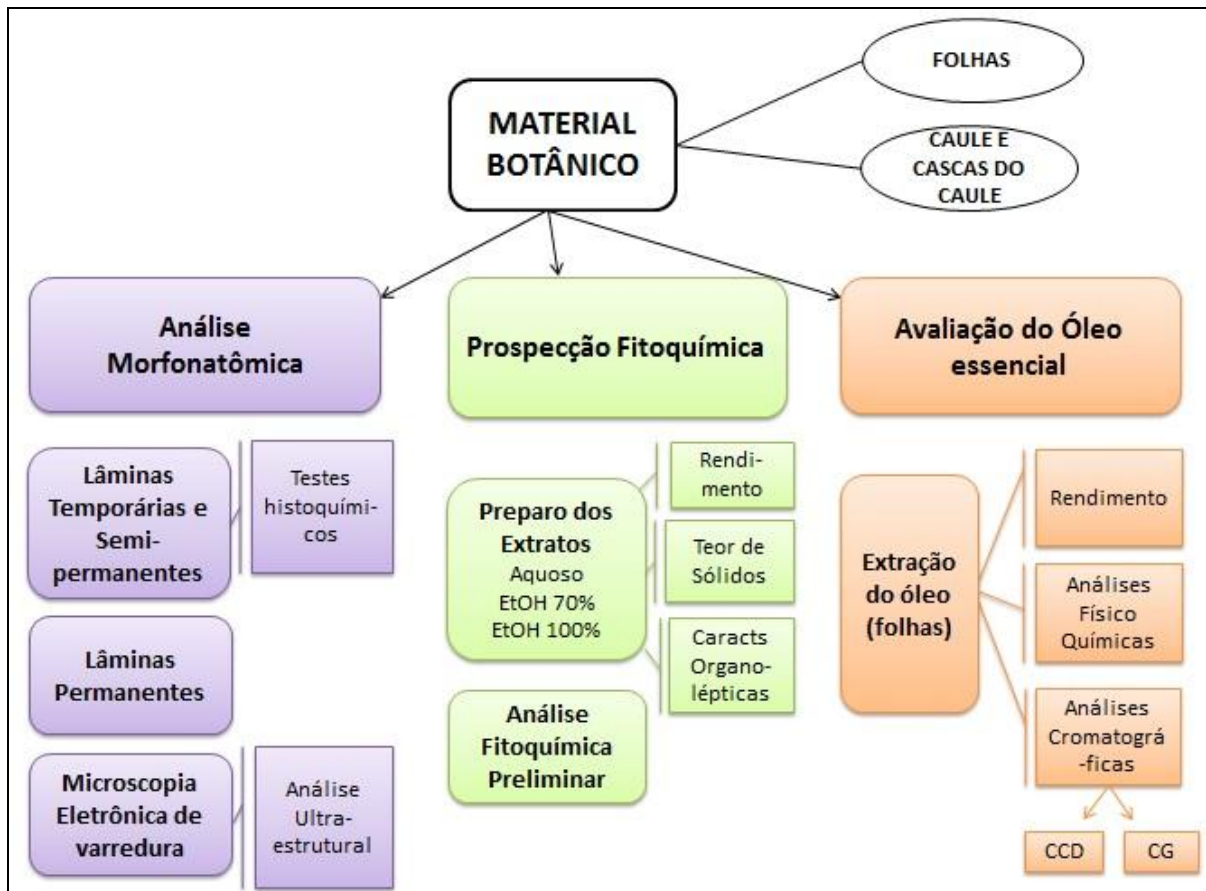 FOLHAS
MATERIAL
BOTÂNICO
CAULE E
CASCAS DO
CAULE
Análise
Morfonatômica
Prospecção Fitoquímica
Avaliação do Óleo
essencial
Lâminas
Temporárias e
Semi-
permanentes
Testes
histoquími-
cos
Lâminas
Permanentes
Microscopia
Eletrônica de
varredura
Análise
Ultra-
estrutural
Preparo dos
Extratos
Aquoso
EtOH 70%
EtOH 100%
Rendi-
mento
Teor de
Sólidos
Caracts
Organo-
lépticas
Análise
Fitoquímica
Preliminar
Extração
do óleo
(folhas)
Rendimento
Análises
Físico
Químicas
Análises
Cromatográ
-ficas
CCD
CG